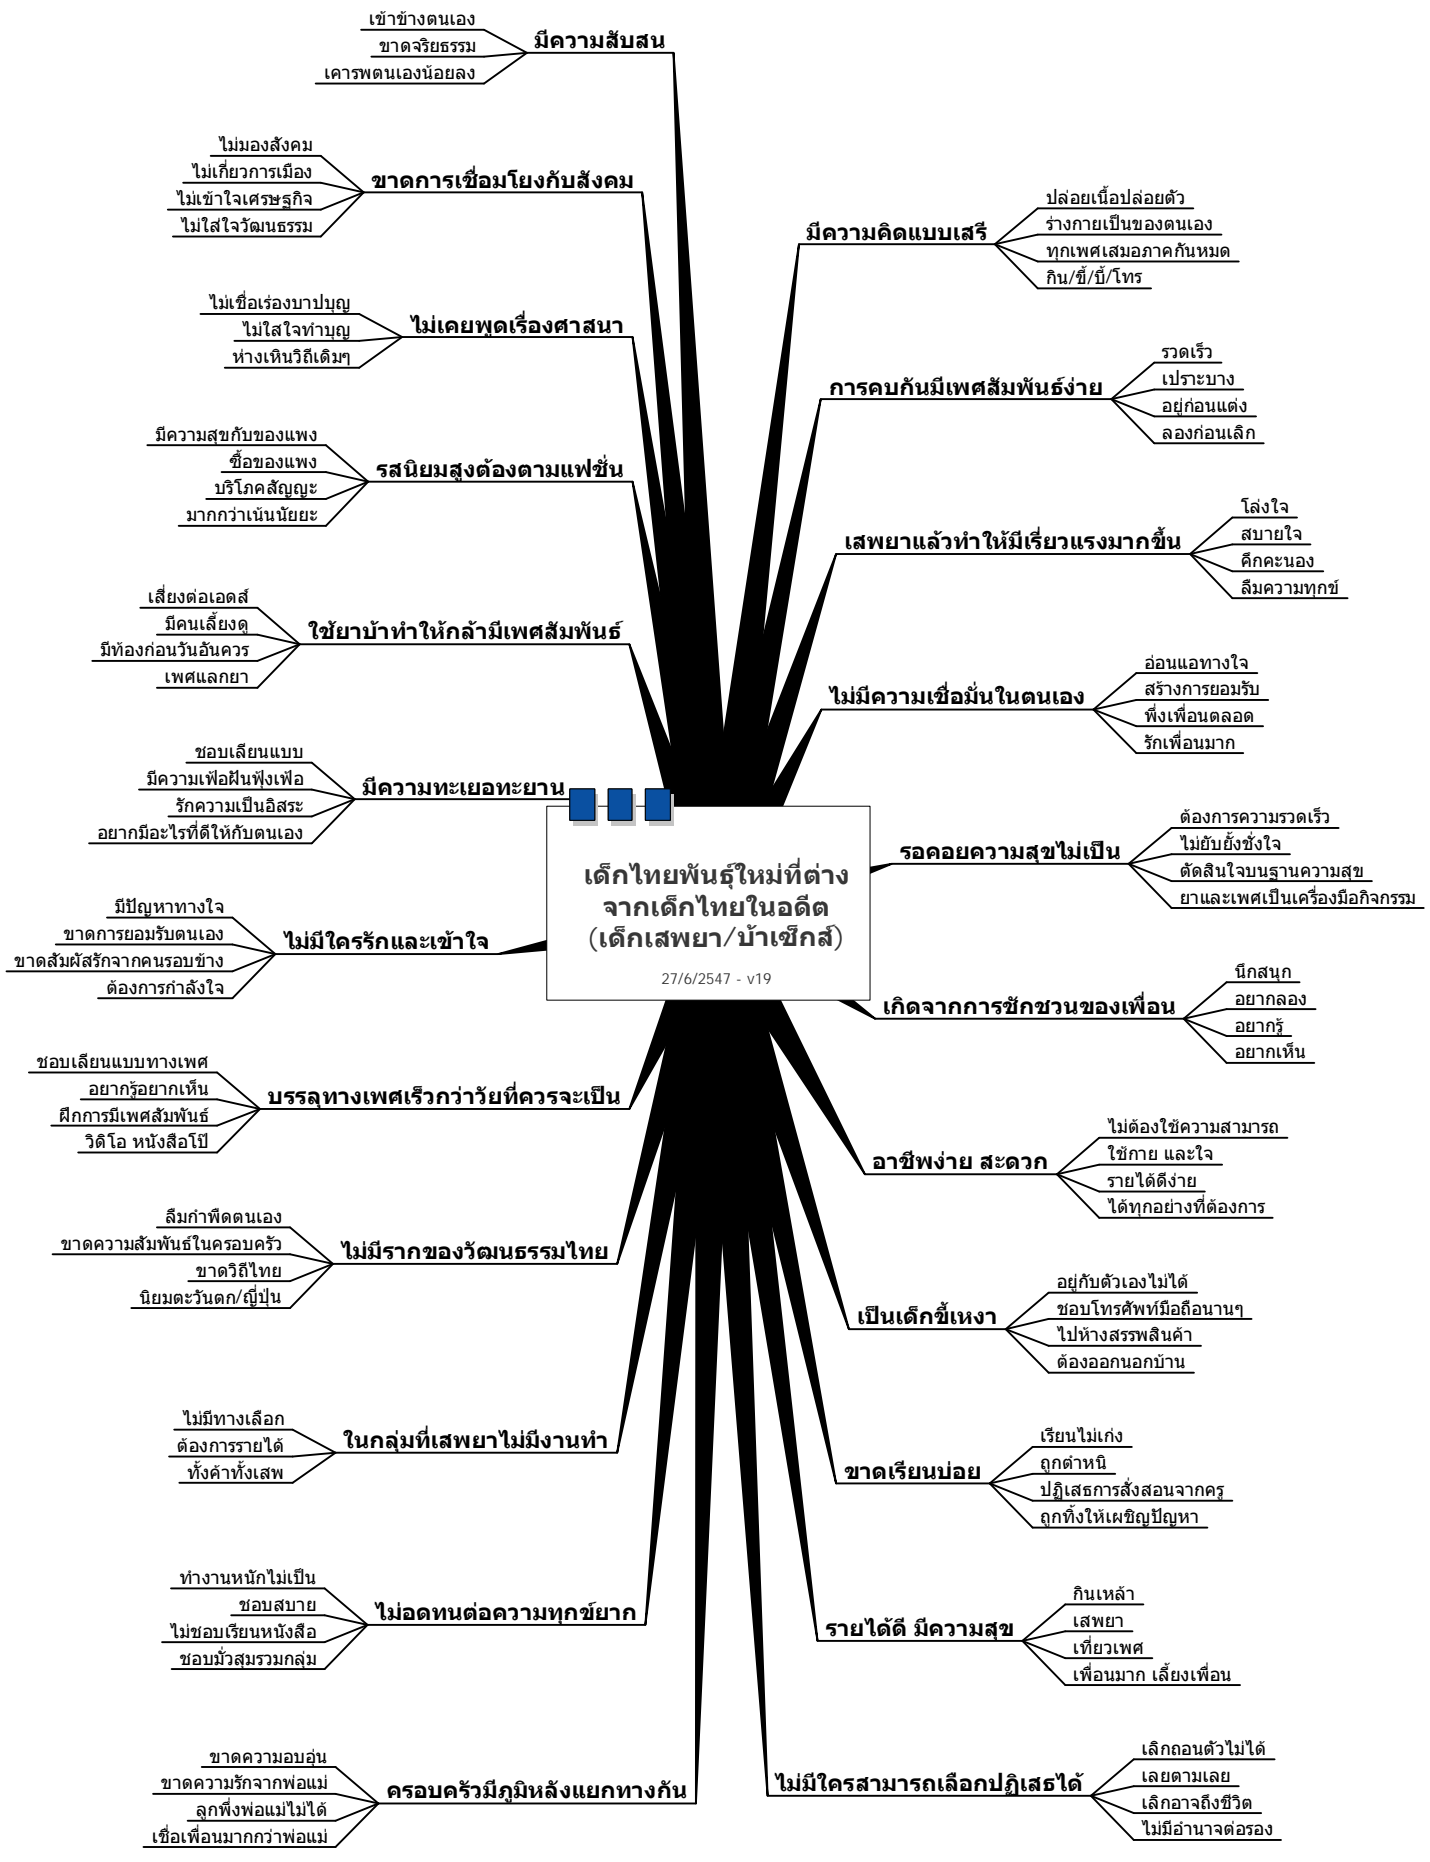 เด็กไทยพันธุ์ใหม่ที่ต่าง
จากเด็กไทยในอดีต
(เด็กเสพยา/บ้าเซ็กส์)
27/6/2547 - v19
มีความคิดแบบเสรี
ปล่อยเนื้อปล่อยตัว
ร่างกายเป็นของตนเอง
ทุกเพศเสมอภาคกันหมด
กิน/ขี้/ปี้/โทร
การคบกันมีเพศสัมพันธ์ง่าย
รวดเร็ว
เปราะบาง
อยู่ก่อนแต่ง
ลองก่อนเลิก
เสพยาแล้วทำให้มีเรี่ยวแรงมากขึ้น
โล่งใจ
สบายใจ
คึกคะนอง
ลืมความทุกข์
ไม่มีความเชื่อมั่นในตนเอง
อ่อนแอทางใจ
สร้างการยอมรับ
พึ่งเพื่อนตลอด
รักเพื่อนมาก
รอคอยความสุขไม่เป็น
ต้องการความรวดเร็ว
ไม่ยับยั้งชั่งใจ
ตัดสินใจบนฐานความสุข
ยาและเพศเป็นเครื่องมือกิจกรรม
เกิดจากการชักชวนของเพื่อน
นึกสนุก
อยากลอง
อยากรู้
อยากเห็น
อาชีพง่าย สะดวก
ไม่ต้องใช้ความสามารถ
ใช้กาย และใจ
รายได้ดีง่าย
ได้ทุกอย่างที่ต้องการ
เป็นเด็กขี้เหงา
อยู่กับตัวเองไม่ได้
ชอบโทรศัพท์มือถือนานๆ
ไปห้างสรรพสินค้า
ต้องออกนอกบ้าน
ขาดเรียนบ่อย
เรียนไม่เก่ง
ถูกตำหนิ
ปฏิเสธการสั่งสอนจากครู
ถูกทิ้งให้เผชิญปัญหา
รายได้ดี มีความสุข
กินเหล้า
เสพยา
เที่ยวเพศ
เพื่อนมาก เลี้ยงเพื่อน
ไม่มีใครสามารถเลือกปฏิเสธได้
เลิกถอนตัวไม่ได้
เลยตามเลย
เลิกอาจถึงชีวิต
ไม่มีอำนาจต่อรอง
ครอบครัวมีภูมิหลังแยกทางกัน
ขาดความอบอุ่น
ขาดความรักจากพ่อแม่
ลูกพึ่งพ่อแม่ไม่ได้
เชื่อเพื่อนมากกว่าพ่อแม่
ไม่อดทนต่อความทุกข์ยาก
ทำงานหนักไม่เป็น
ชอบสบาย
ไม่ชอบเรียนหนังสือ
ชอบมั่วสุมรวมกลุ่ม
ในกลุ่มที่เสพยาไม่มีงานทำ
ไม่มีทางเลือก
ต้องการรายได้
ทั้งค้าทั้งเสพ
ไม่มีรากของวัฒนธรรมไทย
ลืมกำพืดตนเอง
ขาดความสัมพันธ์ในครอบครัว
ขาดวิถีไทย
นิยมตะวันตก/ญี่ปุ่น
บรรลุทางเพศเร็วกว่าวัยที่ควรจะเป็น
ชอบเลียนแบบทางเพศ
อยากรู้อยากเห็น
ฝึกการมีเพศสัมพันธ์
วิดิโอ หนังสือโป๊
ไม่มีใครรักและเข้าใจ
มีปัญหาทางใจ
ขาดการยอมรับตนเอง
ขาดสัมผัสรักจากคนรอบข้าง
ต้องการกำลังใจ
มีความทะเยอทะยาน
ชอบเลียนแบบ
มีความเพ้อฝันฟุ้งเฟ้อ
รักความเป็นอิสระ
อยากมีอะไรที่ดีให้กับตนเอง
ใช้ยาบ้าทำให้กล้ามีเพศสัมพันธ์
เสี่ยงต่อเอดส์
มีคนเลี้ยงดู
มีท้องก่อนวันอันควร
เพศแลกยา
รสนิยมสูงต้องตามแฟชั่น
มีความสุขกับของแพง
ซื้อของแพง
บริโภคสัญญะ
มากกว่าเน้นนัยยะ
ไม่เคยพูดเรื่องศาสนา
ไม่เชื่อเร่องบาปบุญ
ไม่ใส่ใจทำบุญ
ห่างเหินวิถีเดิมๆ
ขาดการเชื่อมโยงกับสังคม
ไม่มองสังคม
ไม่เกี่ยวการเมือง
ไม่เข้าใจเศรษฐกิจ
ไม่ใส่ใจวัฒนธรรม
มีความสับสน
เข้าข้างตนเอง
ขาดจริยธรรม
เคารพตนเองน้อยลง